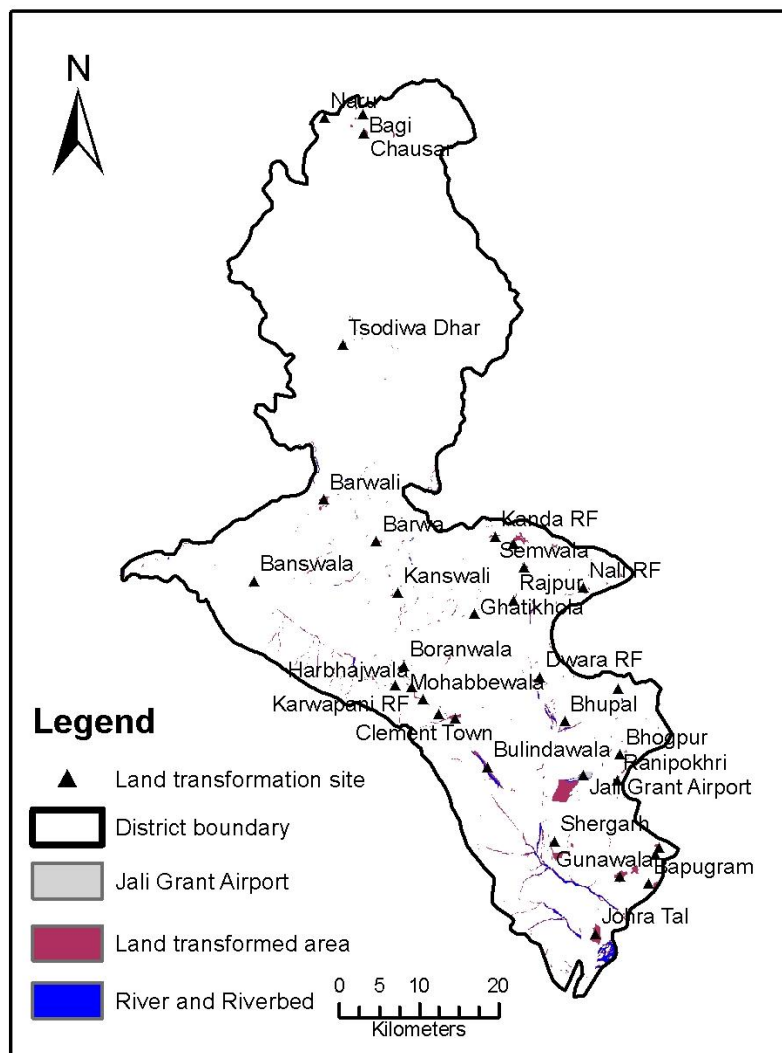 N
Naru
Bagi
Chausar
Tsodiwa Dhar
Barwali
Barwa
Kanda RF
Semwala
Banswala
Kanswali
Rajpur
Nali RF
Ghatikhola
Boranwala
Dwara RF
Harbhajwala
Mohabbewala
Karwapani RF
Bhupal
Clement Town
Bulindawala
Bhogpur
Ranipokhri
Jali Grant Airport
Shergarh
Gunawala
Bapugram
Johra Tal
Legend
Land transformation site
District boundary
Jali Grant Airport
Land transformed area
River and Riverbed
0 5 10 20
Kilometers